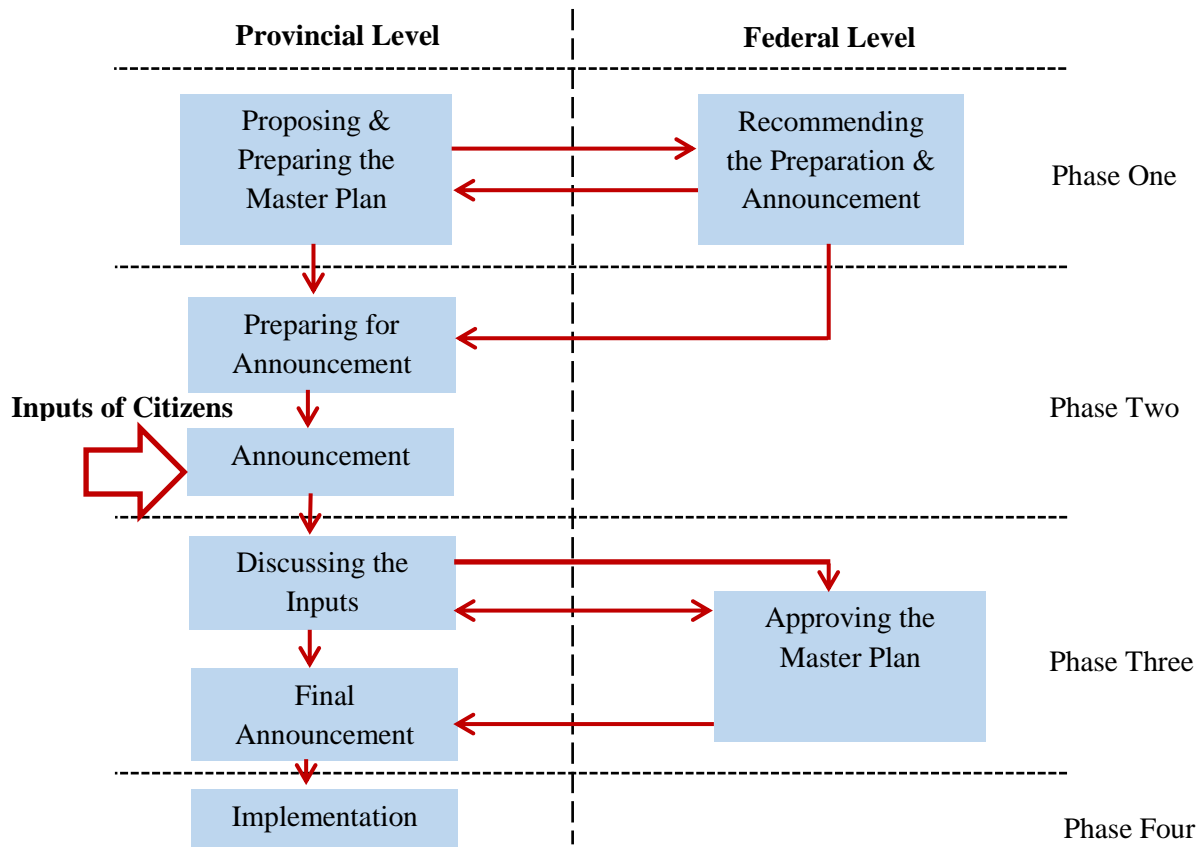 Provincial Level
Federal Level
Proposing &
Preparing the
Master Plan
Recommending
the Preparation &
Announcement
Phase One
Preparing for
Announcement
Inputs of Citizens
Phase Two
Announcement
Discussing the
Inputs
Approving the
Master Plan
Phase Three
Final
Announcement
Implementation
Phase Four